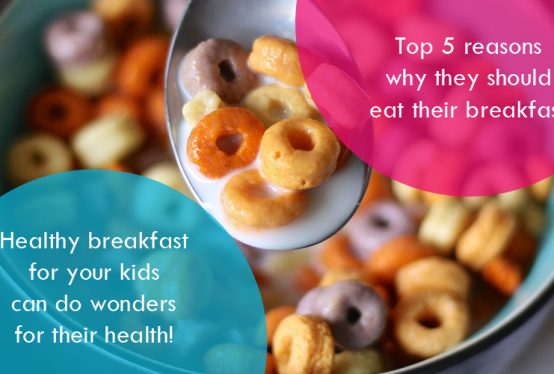 Top 5 reasons
why they should
eat their breakfas
Healthy breakfast
for your kids
can do wonders
for their health!